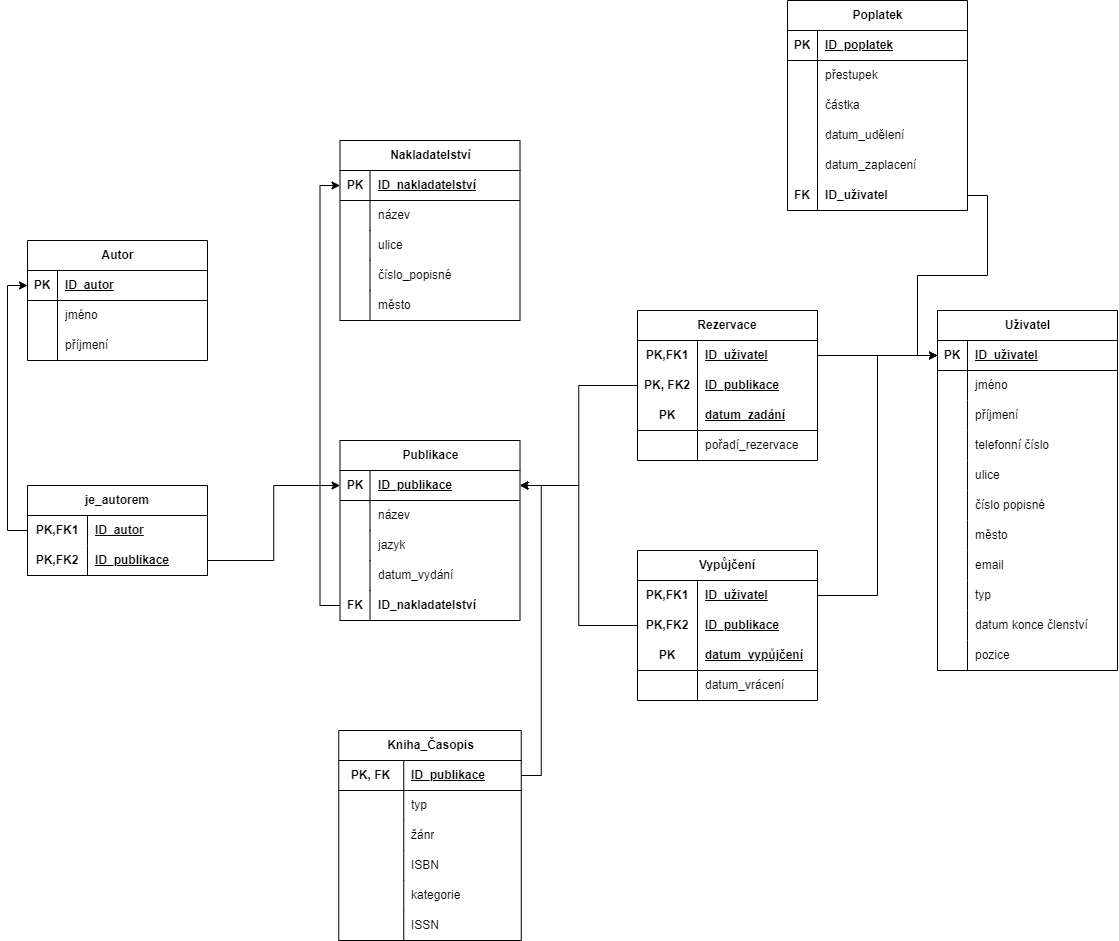 Poplatek
PK ID_poplatek
přestupek
částka
datum_udělení
datum_zaplacení
FK ID_uživatel
Nakladatelství
PK ID_nakladatelství
název
ulice
číslo_popisné
město
Autor
PK ID_autor
jméno
příjmení
Rezervace
PK,FK1 ID_uživatel
PK, FK2 ID_publikace
PK datum_zadání
pořadí_rezervace
Uživatel
PK ID_uživatel
jméno
příjmení
telefonní číslo
ulice
číslo popisné
město
email
typ
datum konce členství
pozice
Publikace
PK ID_publikace
název
jazyk
datum_vydání
FK ID_nakladatelství
je_autorem
PK,FK1 ID_autor
PK,FK2 ID_publikace
Vypůjčení
PK,FK1 ID_uživatel
PK,FK2 ID_publikace
PK datum_vypůjčení
datum_vrácení
Kniha_Časopis
PK, FK ID_publikace
typ
žánr
ISBN
kategorie
ISSN